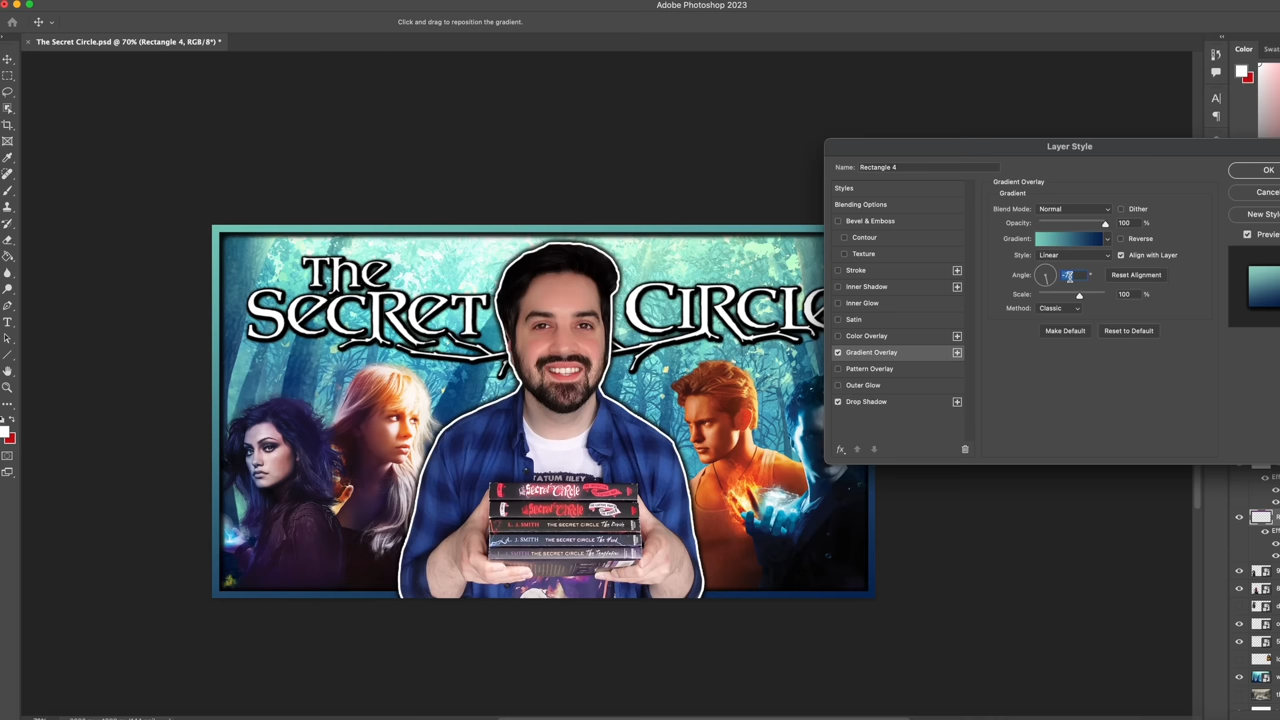 Adobe Photoshop 2023
Click and drag to reposition the gradient.
The Secret Circle.psd @ 70% (Rectangle 4, RGB/8*) *
Color Swat
Layer Style
Name: Rectangle 4
OK
Cance
New Style
Preview
Styles
Blending Options
Bevel & Emboss
Contour
Texture
Stroke
Inner Shadow
Inner Glow
Satin
Color Overlay
Gradient Overlay
Pattern Overlay
Outer Glow
Drop Shadow
fx
Gradient Overlay
Gradient
Blend Mode: Normal Dither
Opacity: 100 %
Gradient: Reverse
Style: Linear Align with Layer
Angle: ° Reset Alignment
Scale: 100 %
Method: Classic
Make Default Reset to Default
The
Secret Circle
TATUM RILEY
Secret Circle
Secret Circle
L. J. SMITH THE SECRET CIRCLE The Power
L. J. SMITH THE SECRET CIRCLE The Hunt
L. J. SMITH THE SECRET CIRCLE The Temptation